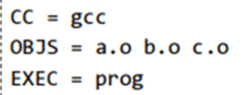 CC = gcc
OBJS = a.o b.o c.o
EXEC = prog